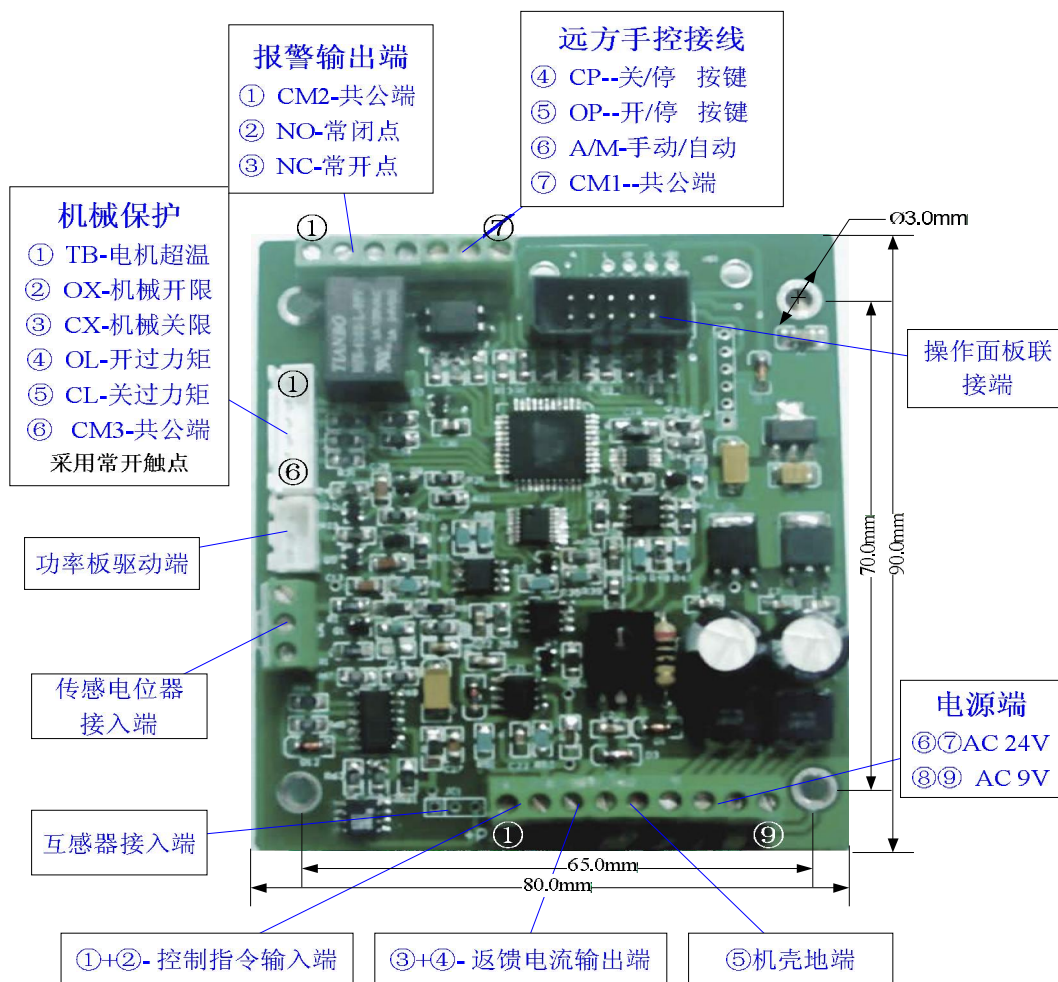 报警输出端
① CM2-共公端
② NO-常闭点
③ NC-常开点
远方手控接线
④ CP--关/停 按键
⑤ OP--开/停 按键
⑥ A/M-手动/自动
⑦ CM1--共公端
机械保护
① TB-电机超温
② OX-机械开限
③ CX-机械关限
④ OL-开过力矩
⑤ CL-关过力矩
⑥ CM3-共公端
采用常开触点
①
⑦
Ø3.0mm
操作面板联
接端
①
⑥
功率板驱动端
70.0mm
90.0mm
传感电位器
接入端
电源端
⑥⑦AC 24V
⑧⑨ AC 9V
互感器接入端
①
⑨
65.0mm
80.0mm
①+②- 控制指令输入端
③+④- 返馈电流输出端
⑤机壳地端